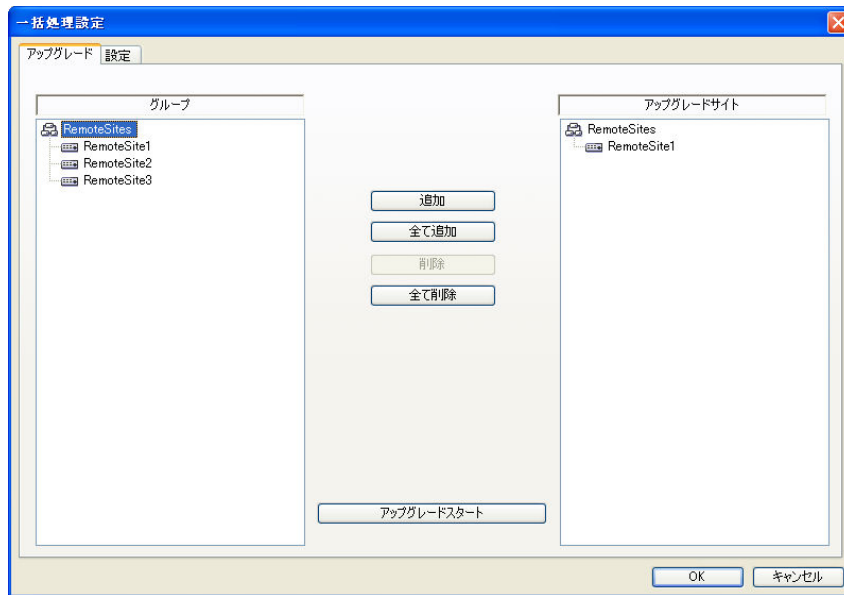 一括処理設定
アップグレード 設定
グループ
RemoteSites
RemoteSite1
RemoteSite2
RemoteSite3
追加
全て追加
削除
全て削除
アップグレードスタート
アップグレードサイト
RemoteSites
RemoteSite1
OK キャンセル